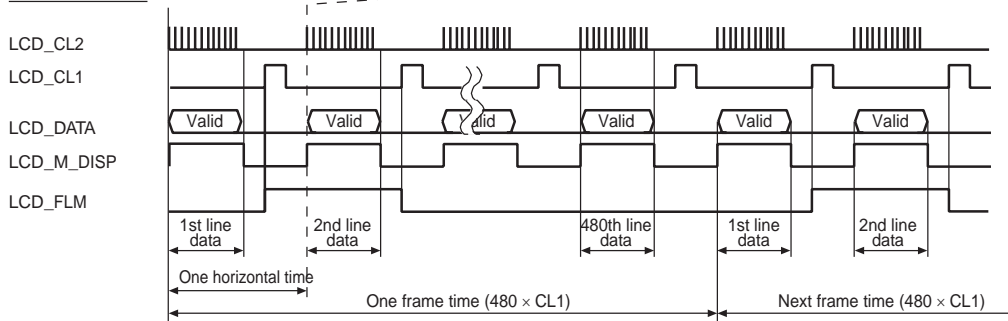 LCD_CL2
LCD_CL1
LCD_DATA
Valid Valid Valid Valid Valid Valid
LCD_M_DISP
LCD_FLM
1st line data
2nd line data
480th line data
1st line data
2nd line data
One horizontal time
One frame time (480 × CL1)
Next frame time (480 × CL1)